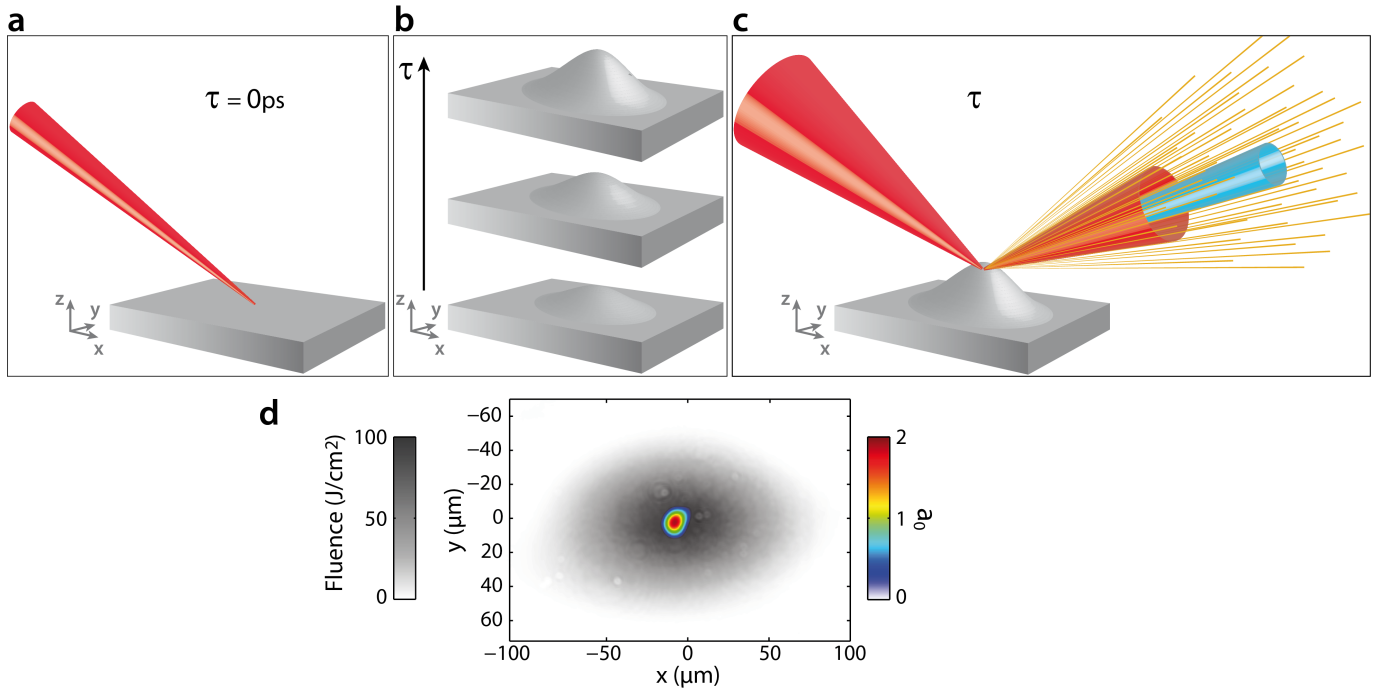 a
τ = 0ps
z
y
x
b
τ
z
y
x
c
τ
z
y
x
d
Fluence (J/cm²)
100
50
0
y (μm)
−60
−40
−20
0
20
40
60
−100
−50
0
50
100
x (μm)
2
1
0
a₀